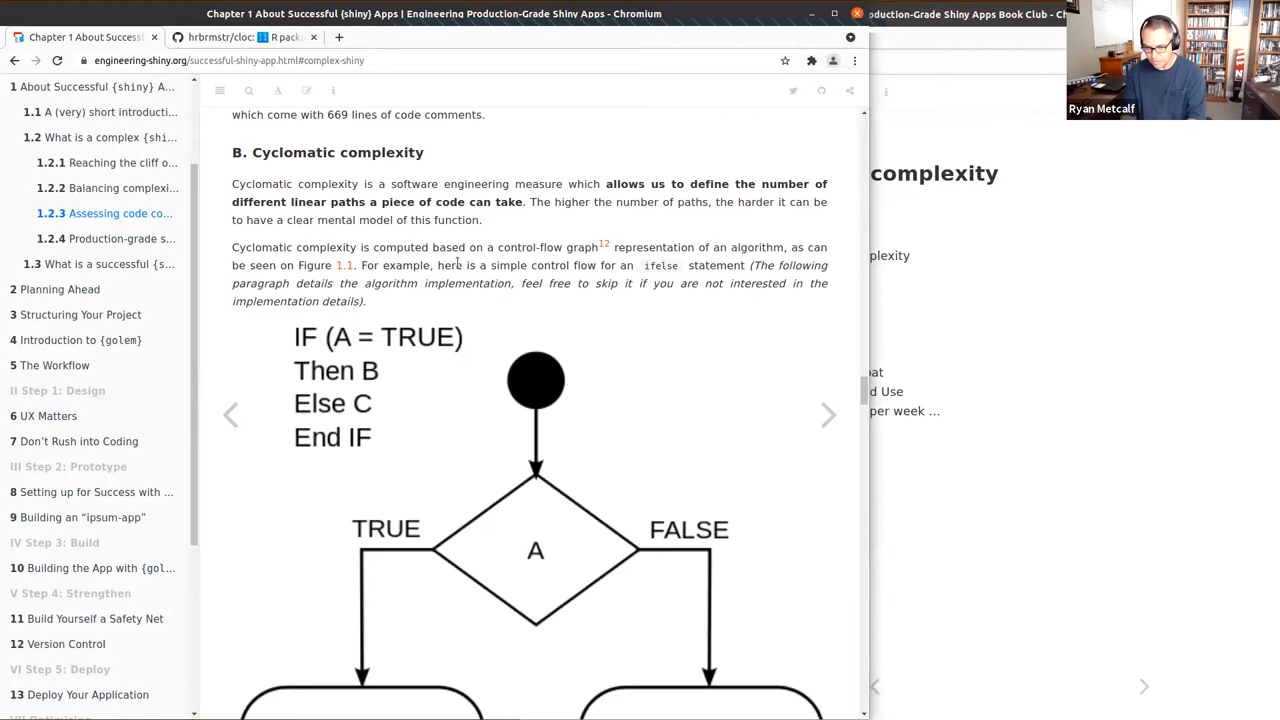 Chapter 1 About Successful {shiny} Apps | Engineering Production-Grade Shiny Apps - Chromium
oduction-Grade Shiny Apps Book Club - Ch
Chapter 1 About Success
hrbrmstr/cloc: R packa
engineering-shiny.org/successful-shiny-app.html#complex-shiny
Ryan Metcalf
1 About Successful {shiny} A...
1.1 A (very) short introducti...
1.2 What is a complex {shi...
1.2.1 Reaching the cliff o...
1.2.2 Balancing complexi...
1.2.3 Assessing code co...
1.2.4 Production-grade s...
1.3 What is a successful {s...
2 Planning Ahead
3 Structuring Your Project
4 Introduction to {golem}
5 The Workflow
II Step 1: Design
6 UX Matters
7 Don't Rush into Coding
III Step 2: Prototype
8 Setting up for Success with ...
9 Building an “ipsum-app”
IV Step 3: Build
10 Building the App with {gol...
V Step 4: Strengthen
11 Build Yourself a Safety Net
12 Version Control
VI Step 5: Deploy
13 Deploy Your Application
VII Optimizing
which come with 669 lines of code comments.
B. Cyclomatic complexity
Cyclomatic complexity is a software engineering measure which allows us to define the number of
different linear paths a piece of code can take. The higher the number of paths, the harder it can be
to have a clear mental model of this function.
Cyclomatic complexity is computed based on a control-flow graph12 representation of an algorithm, as can
be seen on Figure 1.1. For example, here is a simple control flow for an ifelse statement (The following
paragraph details the algorithm implementation, feel free to skip it if you are not interested in the
implementation details).
IF (A = TRUE)
Then B
Else C
End IF
TRUE
FALSE
A
complexity
plexity
pat
d Use
per week ...